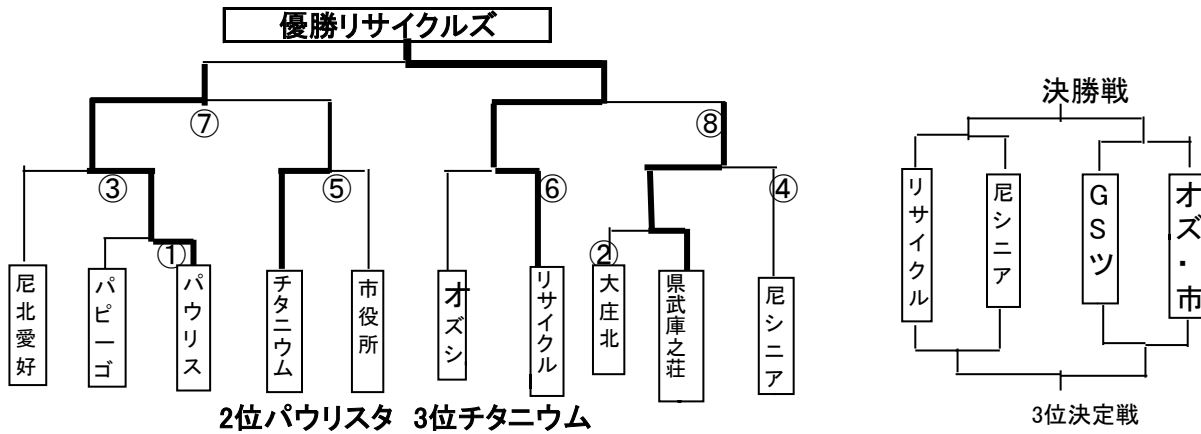 優勝リサイクルズ
決勝戦
⑦
⑧
③
⑤
⑥
④
①
②
尼北愛好
パピーゴ
パウリス
チタニウム
市役所
オズシ
リサイクル
大庄北
県武庫之荘
尼シニア
リサイクル
尼シニア
GSツ
オズ・市
2位パウリスタ 3位チタニウム
3位決定戦